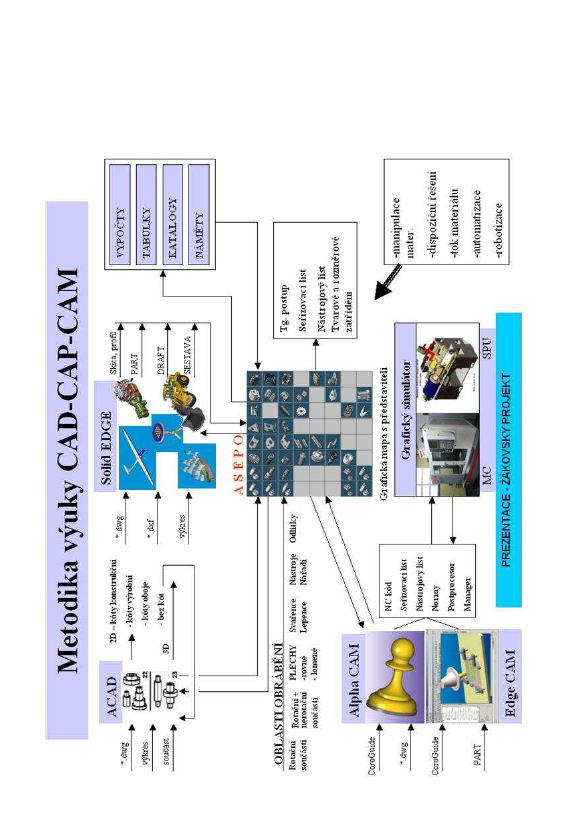 Metodika výuky CAD-CAP-CAM
ACAD
*.dwg
výkres
součást
22
23
2D – kóty konstrukční
- kóty výrobní
- kóty oboje
- bez kót
3D
Solid EDGE
*.dwg
*.dxf
výkres
PART
DRAFT
SESTAVA
VÝPOČTY
TABULKY
KATALOGY
NÁMĚTY
ASEPO
OBLASTI OBRÁBĚNÍ
Rotační
součásti
Rotační +
nerotační
součásti
PLECHY
-rovné
- lomené
Svařence
Lepence
Nástroje
Nářadí
Odlitky
Grafická mapa s představiteli
Tg. postup
Seřizovací list
Nástrojový list
Tvarové a rozměrové
zatřídění
-manipulace
mater.
-dispoziční řešení
-tok materiálu
-automatizace
-robotizace
Alpha CAM
Edge CAM
CoroGuide
*.dwg
CoroGuide
PART
NC kód
Seřizovací list
Nástrojový list
Normy
Postprocesor
Manager
Grafický simulátor
MC
SPU
PREZENTACE - ŽÁKOVSKÝ PROJEKT